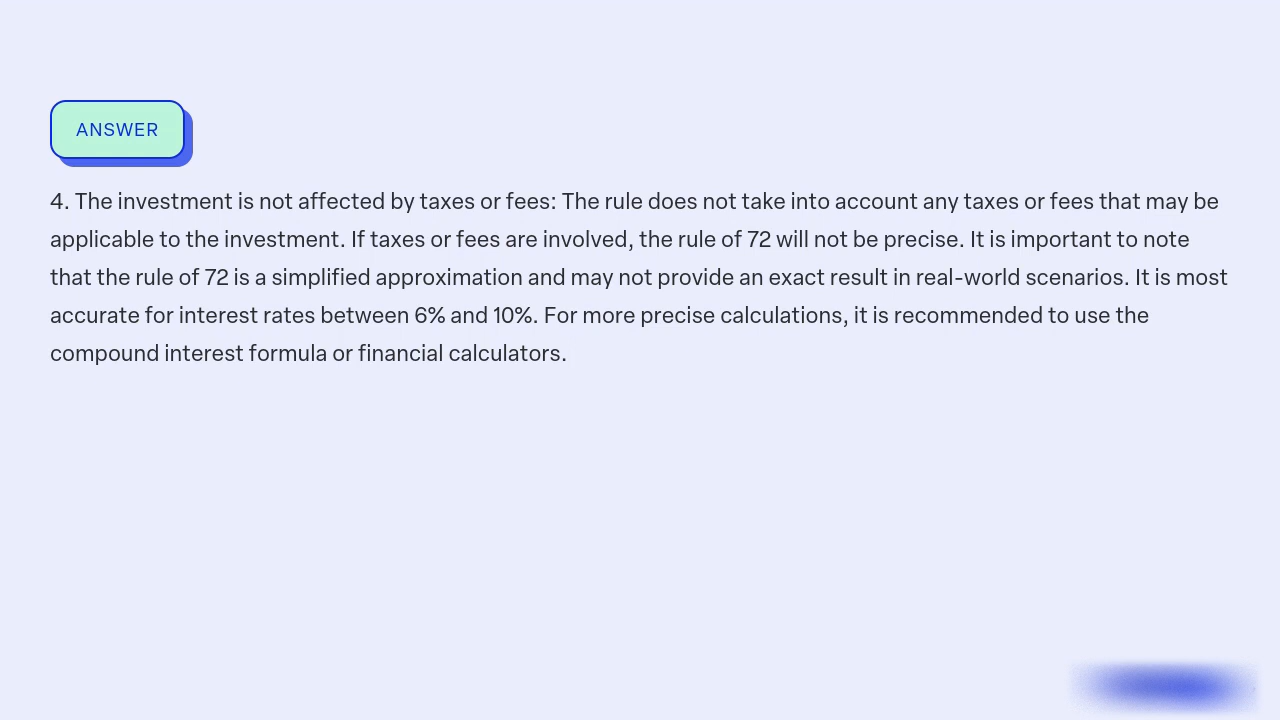 ANSWER
4. The investment is not affected by taxes or fees: The rule does not take into account any taxes or fees that may be
applicable to the investment. If taxes or fees are involved, the rule of 72 will not be precise. It is important to note
that the rule of 72 is a simplified approximation and may not provide an exact result in real-world scenarios. It is most
accurate for interest rates between 6% and 10%. For more precise calculations, it is recommended to use the
compound interest formula or financial calculators.